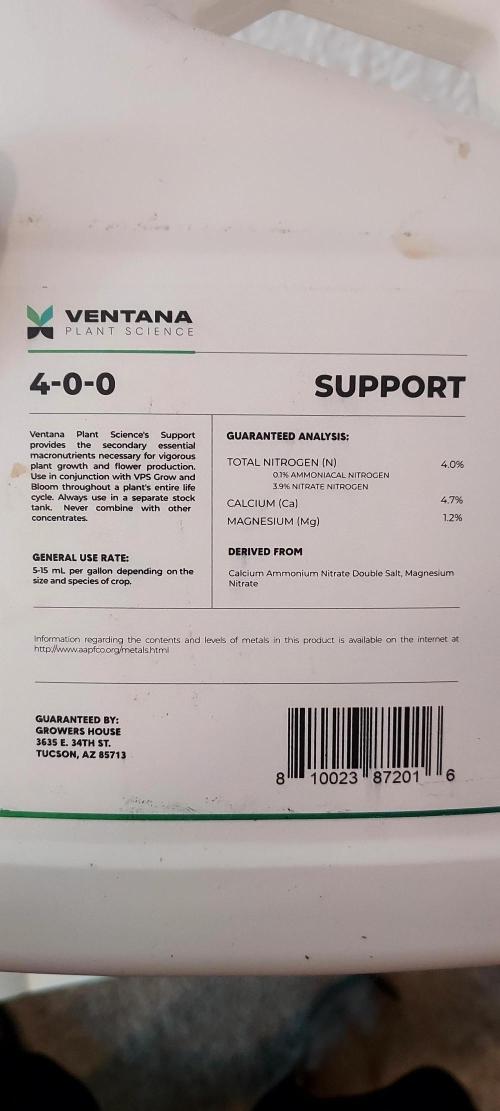 VENTANA
PLANT SCIENCE
4-0-0
SUPPORT
Ventana Plant Science's Support
provides the secondary essential
macronutrients necessary for vigorous
plant growth and flower production.
Use in conjunction with VPS Grow and
Bloom throughout a plant's entire life
cycle. Always use in a separate stock
tank. Never combine with other
concentrates.
GENERAL USE RATE:
5-15 mL per gallon depending on the
size and species of crop.
GUARANTEED ANALYSIS:
TOTAL NITROGEN (N) 4.0%
0.1% AMMONIACAL NITROGEN
3.9% NITRATE NITROGEN
CALCIUM (Ca) 4.7%
MAGNESIUM (Mg) 1.2%
DERIVED FROM
Calcium Ammonium Nitrate Double Salt, Magnesium
Nitrate
Information regarding the contents and levels of metals in this product is available on the internet at
http://www.aapfco.org/metals.html
GUARANTEED BY:
GROWERS HOUSE
3635 E. 34TH ST.
TUCSON, AZ 85713
8 10023 87201 6